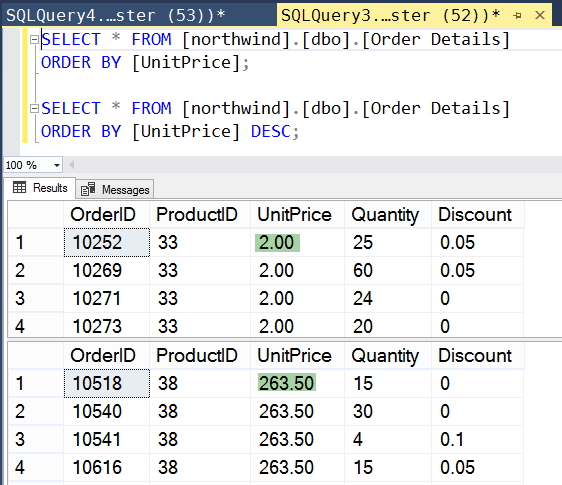 SQLQuery4....ster (53))* SQLQuery3....ster (52))*
SELECT * FROM [northwind].[dbo].[Order Details]
ORDER BY [UnitPrice];
SELECT * FROM [northwind].[dbo].[Order Details]
ORDER BY [UnitPrice] DESC;
100 %
Results Messages
OrderID ProductID UnitPrice Quantity Discount
1 10252 33 2.00 25 0.05
2 10269 33 2.00 60 0.05
3 10271 33 2.00 24 0
4 10273 33 2.00 20 0
OrderID ProductID UnitPrice Quantity Discount
1 10518 38 263.50 15 0
2 10540 38 263.50 30 0
3 10541 38 263.50 4 0.1
4 10616 38 263.50 15 0.05